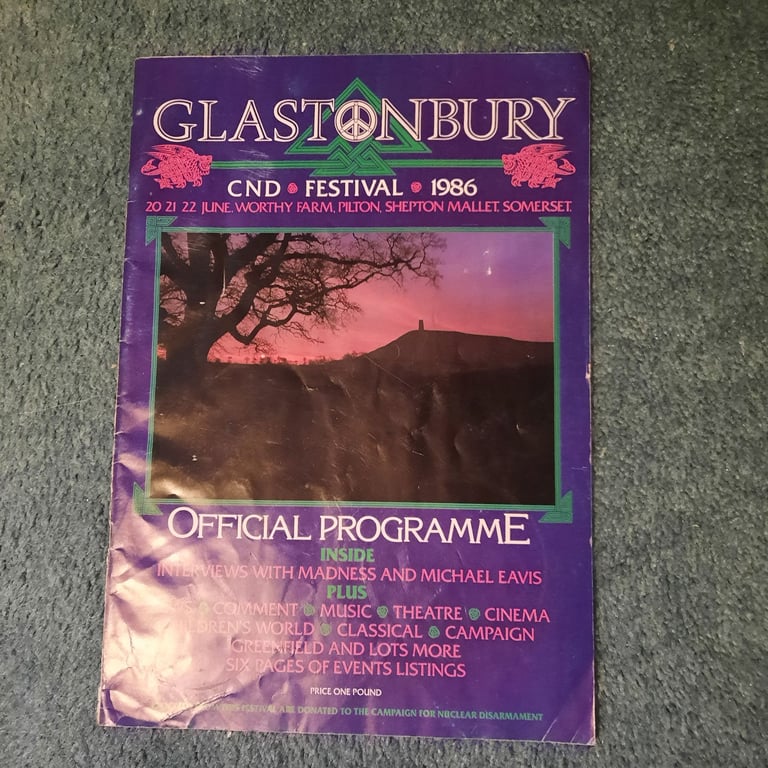 GLASTONBURY
CND FESTIVAL 1986
20 21 22 JUNE. WORTHY FARM, PILTON, SHEPTON MALLET. SOMERSET.
OFFICIAL PROGRAMME
INSIDE
INTERVIEWS WITH MADNESS AND MICHAEL EAVIS
PLUS
COMMENT MUSIC THEATRE CINEMA
CHILDREN'S WORLD CLASSICAL CAMPAIGN
GREENFIELD AND LOTS MORE
SIX PAGES OF EVENTS LISTINGS
PRICE ONE POUND
FESTIVAL ARE DONATED TO THE CAMPAIGN FOR NUCLEAR DISARMAMENT